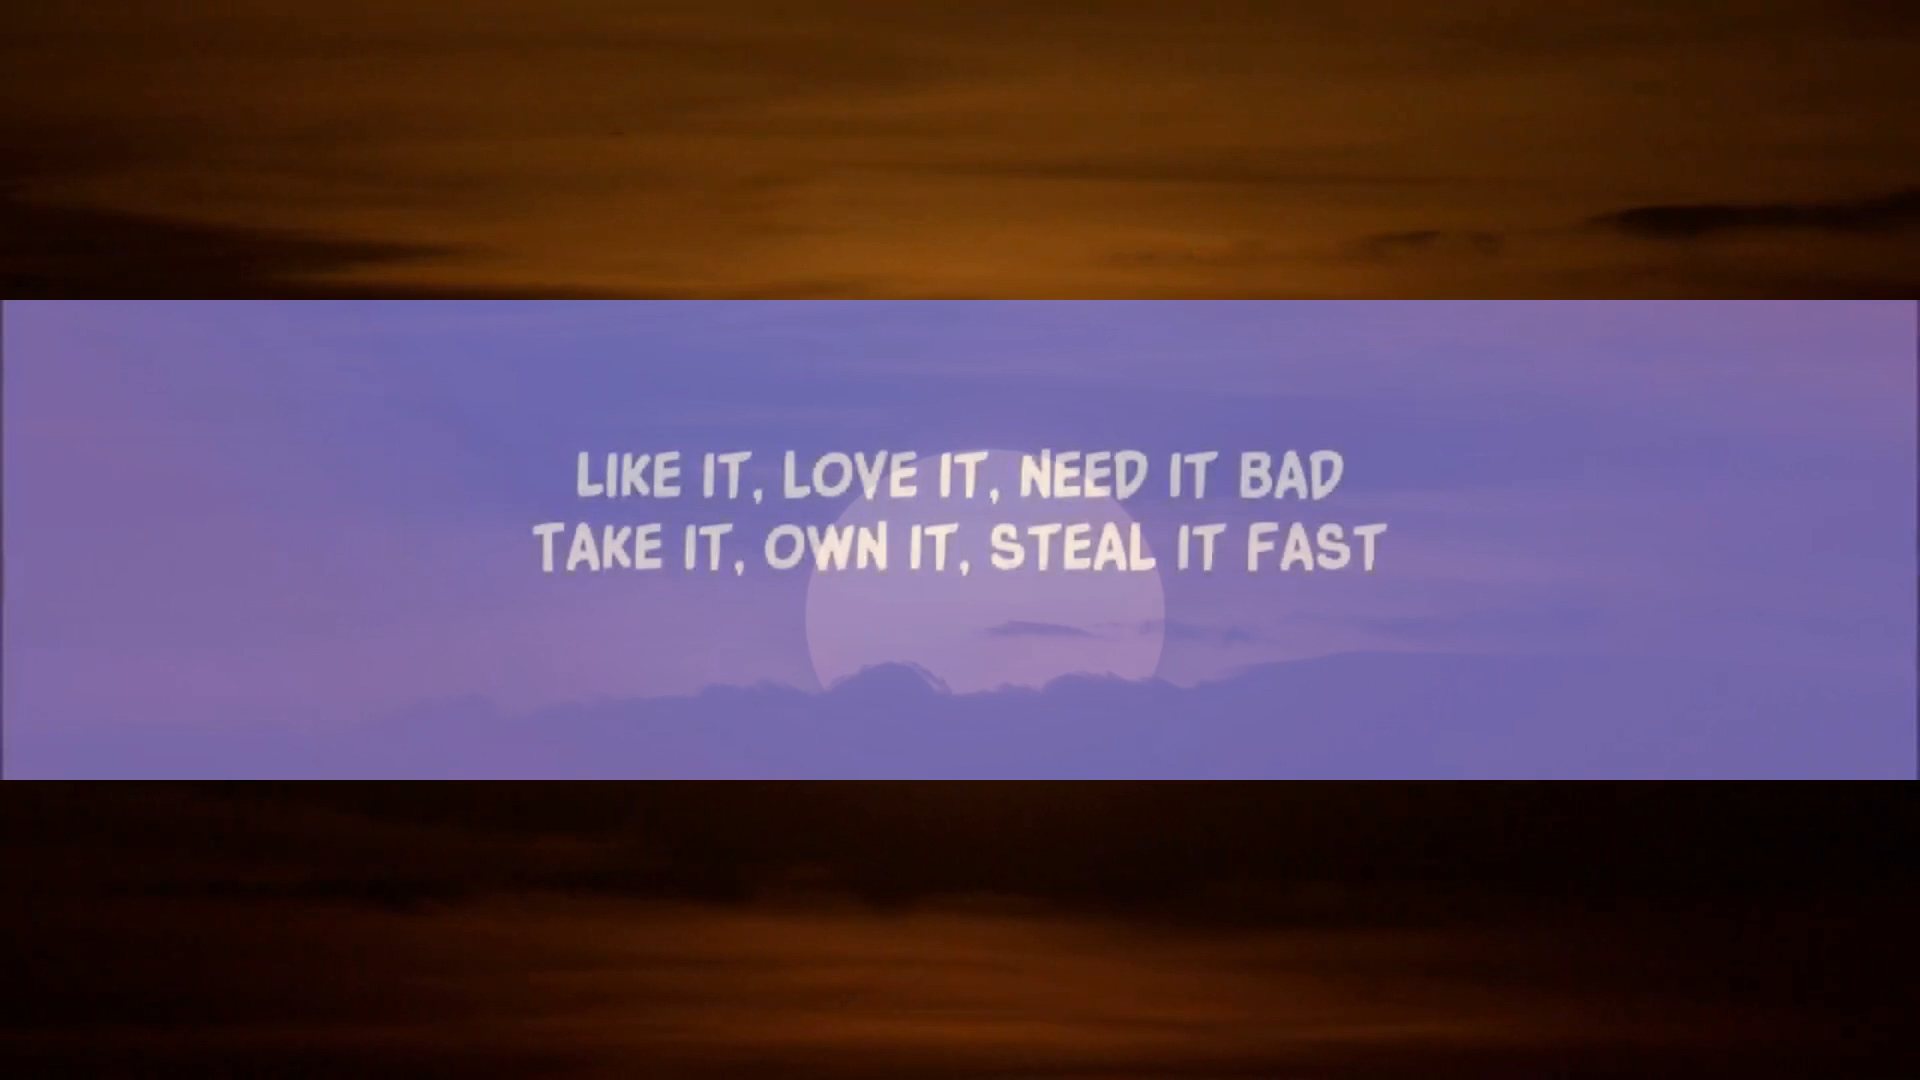 LIKE IT, LOVE IT, NEED IT BAD
TAKE IT, OWN IT, STEAL IT FAST